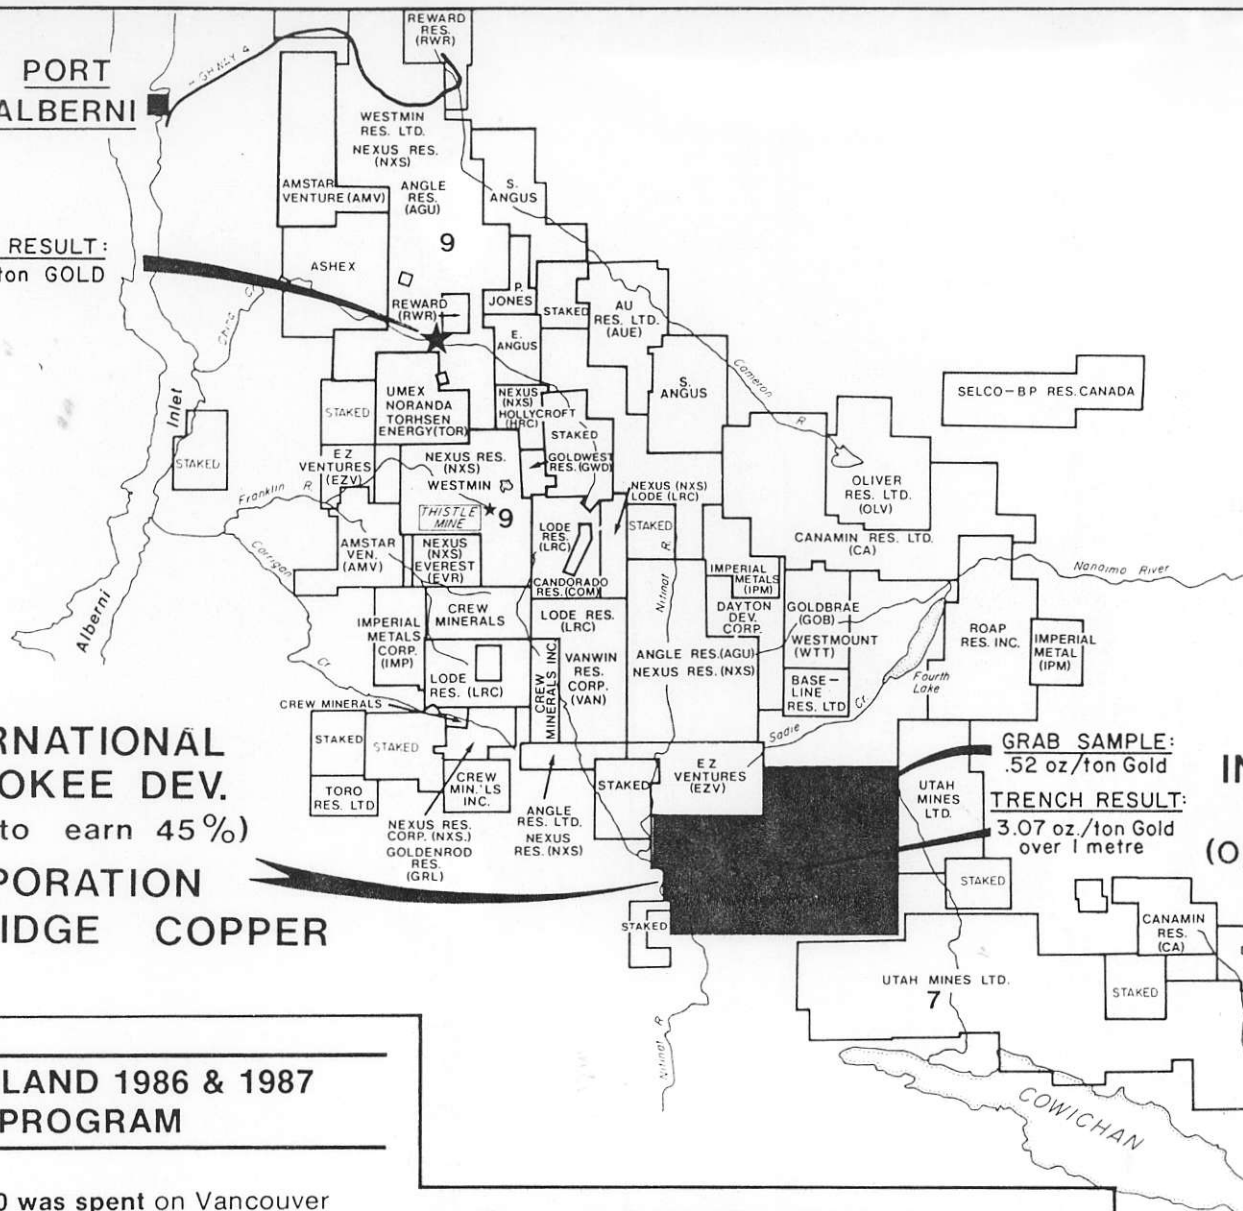 REWARD
RES.
(RWR)
PORT
ALBERNI
HIGHWAY 4
WESTMIN
RES. LTD.
NEXUS RES.
(NXS)
AMSTAR
VENTURE (AMV)
ANGLE
RES.
(AGU)
S.
ANGUS
9
RESULT:
ton GOLD
ASHEX
China Cr.
REWARD
(RWR)
P.
JONES
STAKED
AU
RES. LTD.
(AUE)
E.
ANGUS
S.
ANGUS
Cameron
R
SELCO-BP RES. CANADA
Inlet
STAKED
UMEX
NORANDA
TORHSEN
ENERGY (TOR)
NEXUS
(NXS)
HOLLYCROFT
(HRC)
STAKED
STAKED
EZ
VENTURES
(EZV)
NEXUS RES.
(NXS)
WESTMIN
GOLDWEST
RES. (GWD)
NEXUS (NXS)
LODE (LRC)
OLIVER
RES. LTD.
(OLV)
Franklin R.
THISTLE
MINE
9
LODE
RES.
(LRC)
STAKED
CANAMIN RES. LTD.
(CA)
Corrigan
AMSTAR
VEN.
(AMV)
NEXUS
(NXS)
EVEREST
(EVR)
CANDORADO
RES. (COM)
R.
Nitinat
IMPERIAL
METALS
(IPM)
Nanaimo River
Alberni
CREW
MINERALS
LODE RES.
(LRC)
DAYTON
DEV.
CORP.
GOLDBRAE
(GOB)
WESTMOUNT
(WTT)
ROAP
RES. INC.
IMPERIAL
METAL
(IPM)
IMPERIAL
METALS
CORP.
(IMP)
Cr.
LODE
RES. (LRC)
CREW
MINERALS INC.
VANWIN
RES.
CORP.
(VAN)
ANGLE RES. (AGU)
NEXUS RES. (NXS)
BASE-
LINE
RES. LTD
Fourth
Lake
Sadie Cr.
CREW MINERALS
STAKED
STAKED
TORO
RES. LTD
CREW
MIN.'LS
INC.
NEXUS RES.
CORP. (NXS.)
GOLDENROD
RES.
(GRL)
ANGLE
RES. LTD.
NEXUS
RES. (NXS)
STAKED
EZ
VENTURES
(EZV)
UTAH
MINES
LTD.
GRAB SAMPLE:
.52 oz/ton Gold
TRENCH RESULT:
3.07 oz./ton Gold
over 1 metre
IN
(O
RNATIONAL
OKEE DEV.
to earn 45%)
PORATION
IDGE COPPER
STAKED
STAKED
CANAMIN
RES.
(CA)
UTAH MINES LTD.
7
STAKED
Nitinat R
COWICHAN
LAND 1986 & 1987
PROGRAM
0 was spent on Vancouver